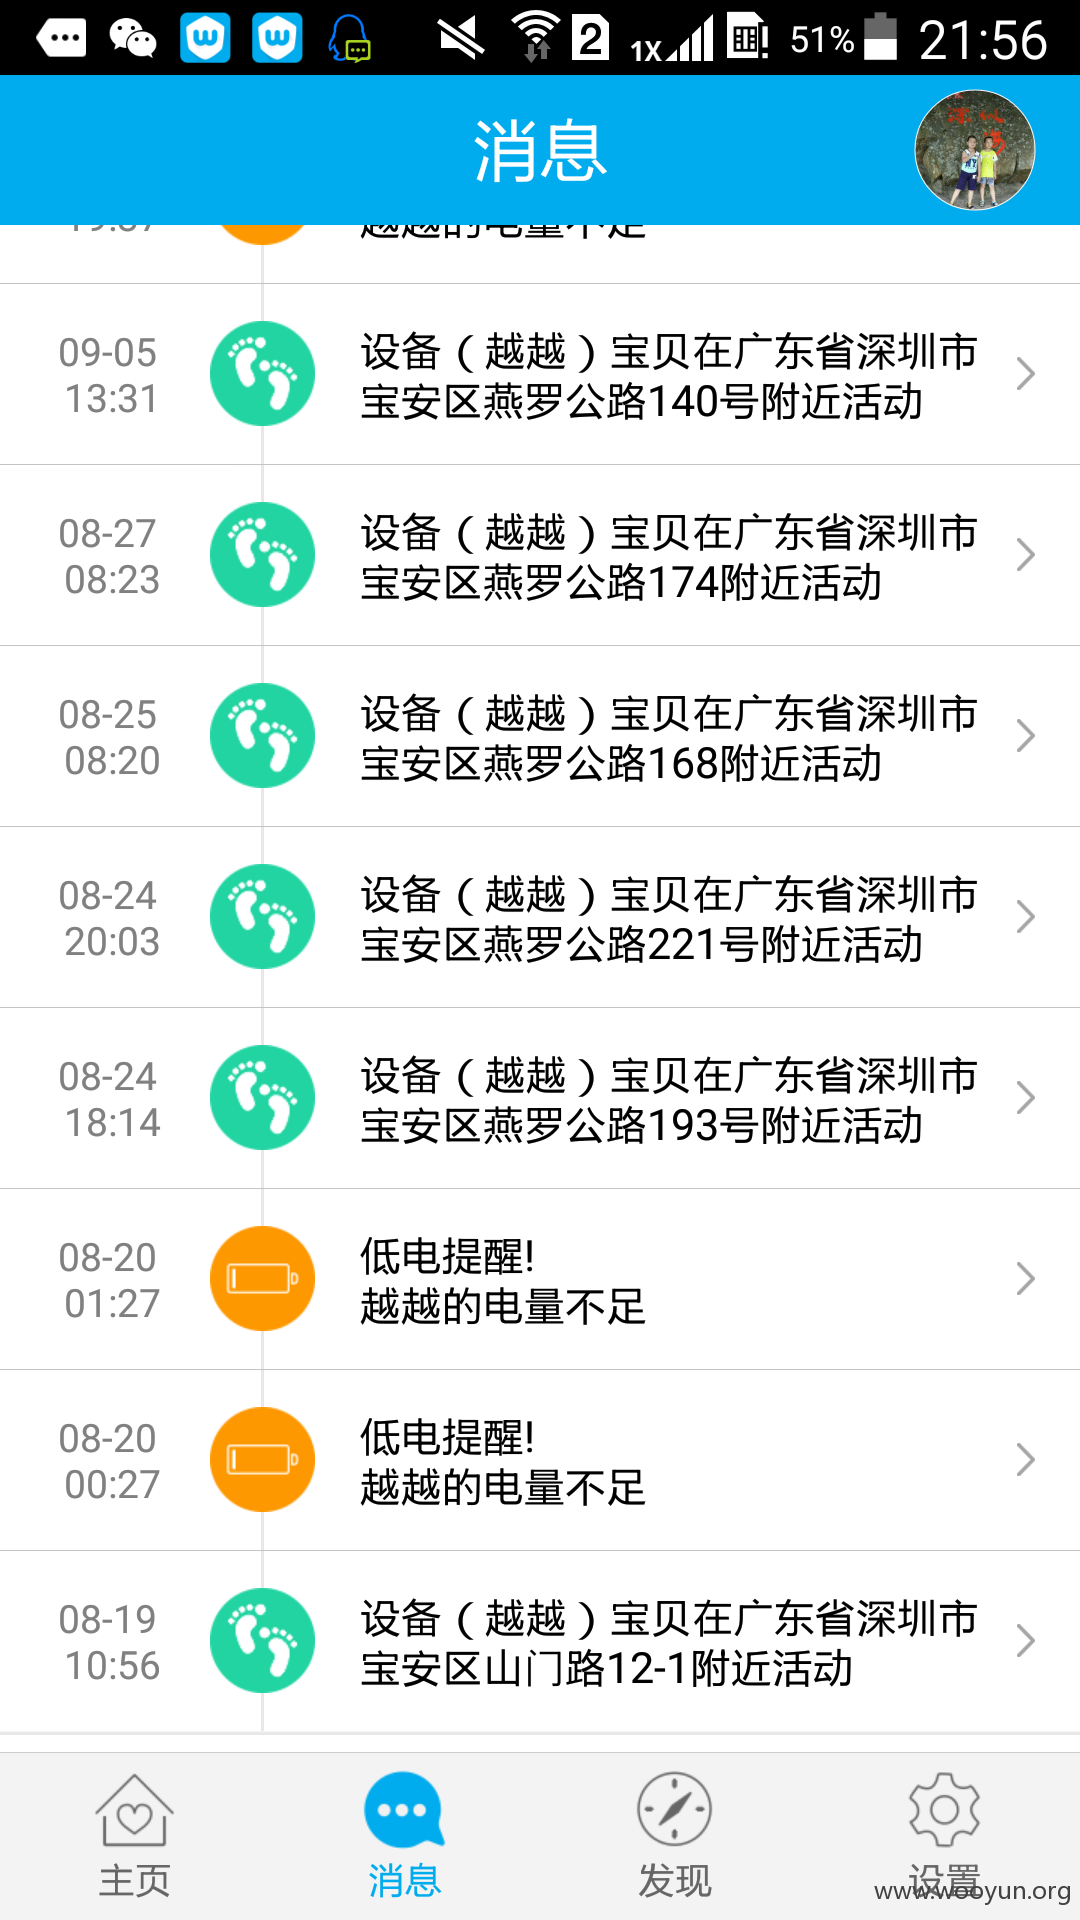 2
1X
51%
21:56
消息
19:37
越越的电量不足
09-05
13:31
设备（越越）宝贝在广东省深圳市
宝安区燕罗公路140号附近活动
08-27
08:23
设备（越越）宝贝在广东省深圳市
宝安区燕罗公路174附近活动
08-25
08:20
设备（越越）宝贝在广东省深圳市
宝安区燕罗公路168附近活动
08-24
20:03
设备（越越）宝贝在广东省深圳市
宝安区燕罗公路221号附近活动
08-24
18:14
设备（越越）宝贝在广东省深圳市
宝安区燕罗公路193号附近活动
08-20
01:27
低电提醒!
越越的电量不足
08-20
00:27
低电提醒!
越越的电量不足
08-19
10:56
设备（越越）宝贝在广东省深圳市
宝安区山门路12-1附近活动
主页
消息
发现
设置
www.wooyun.org